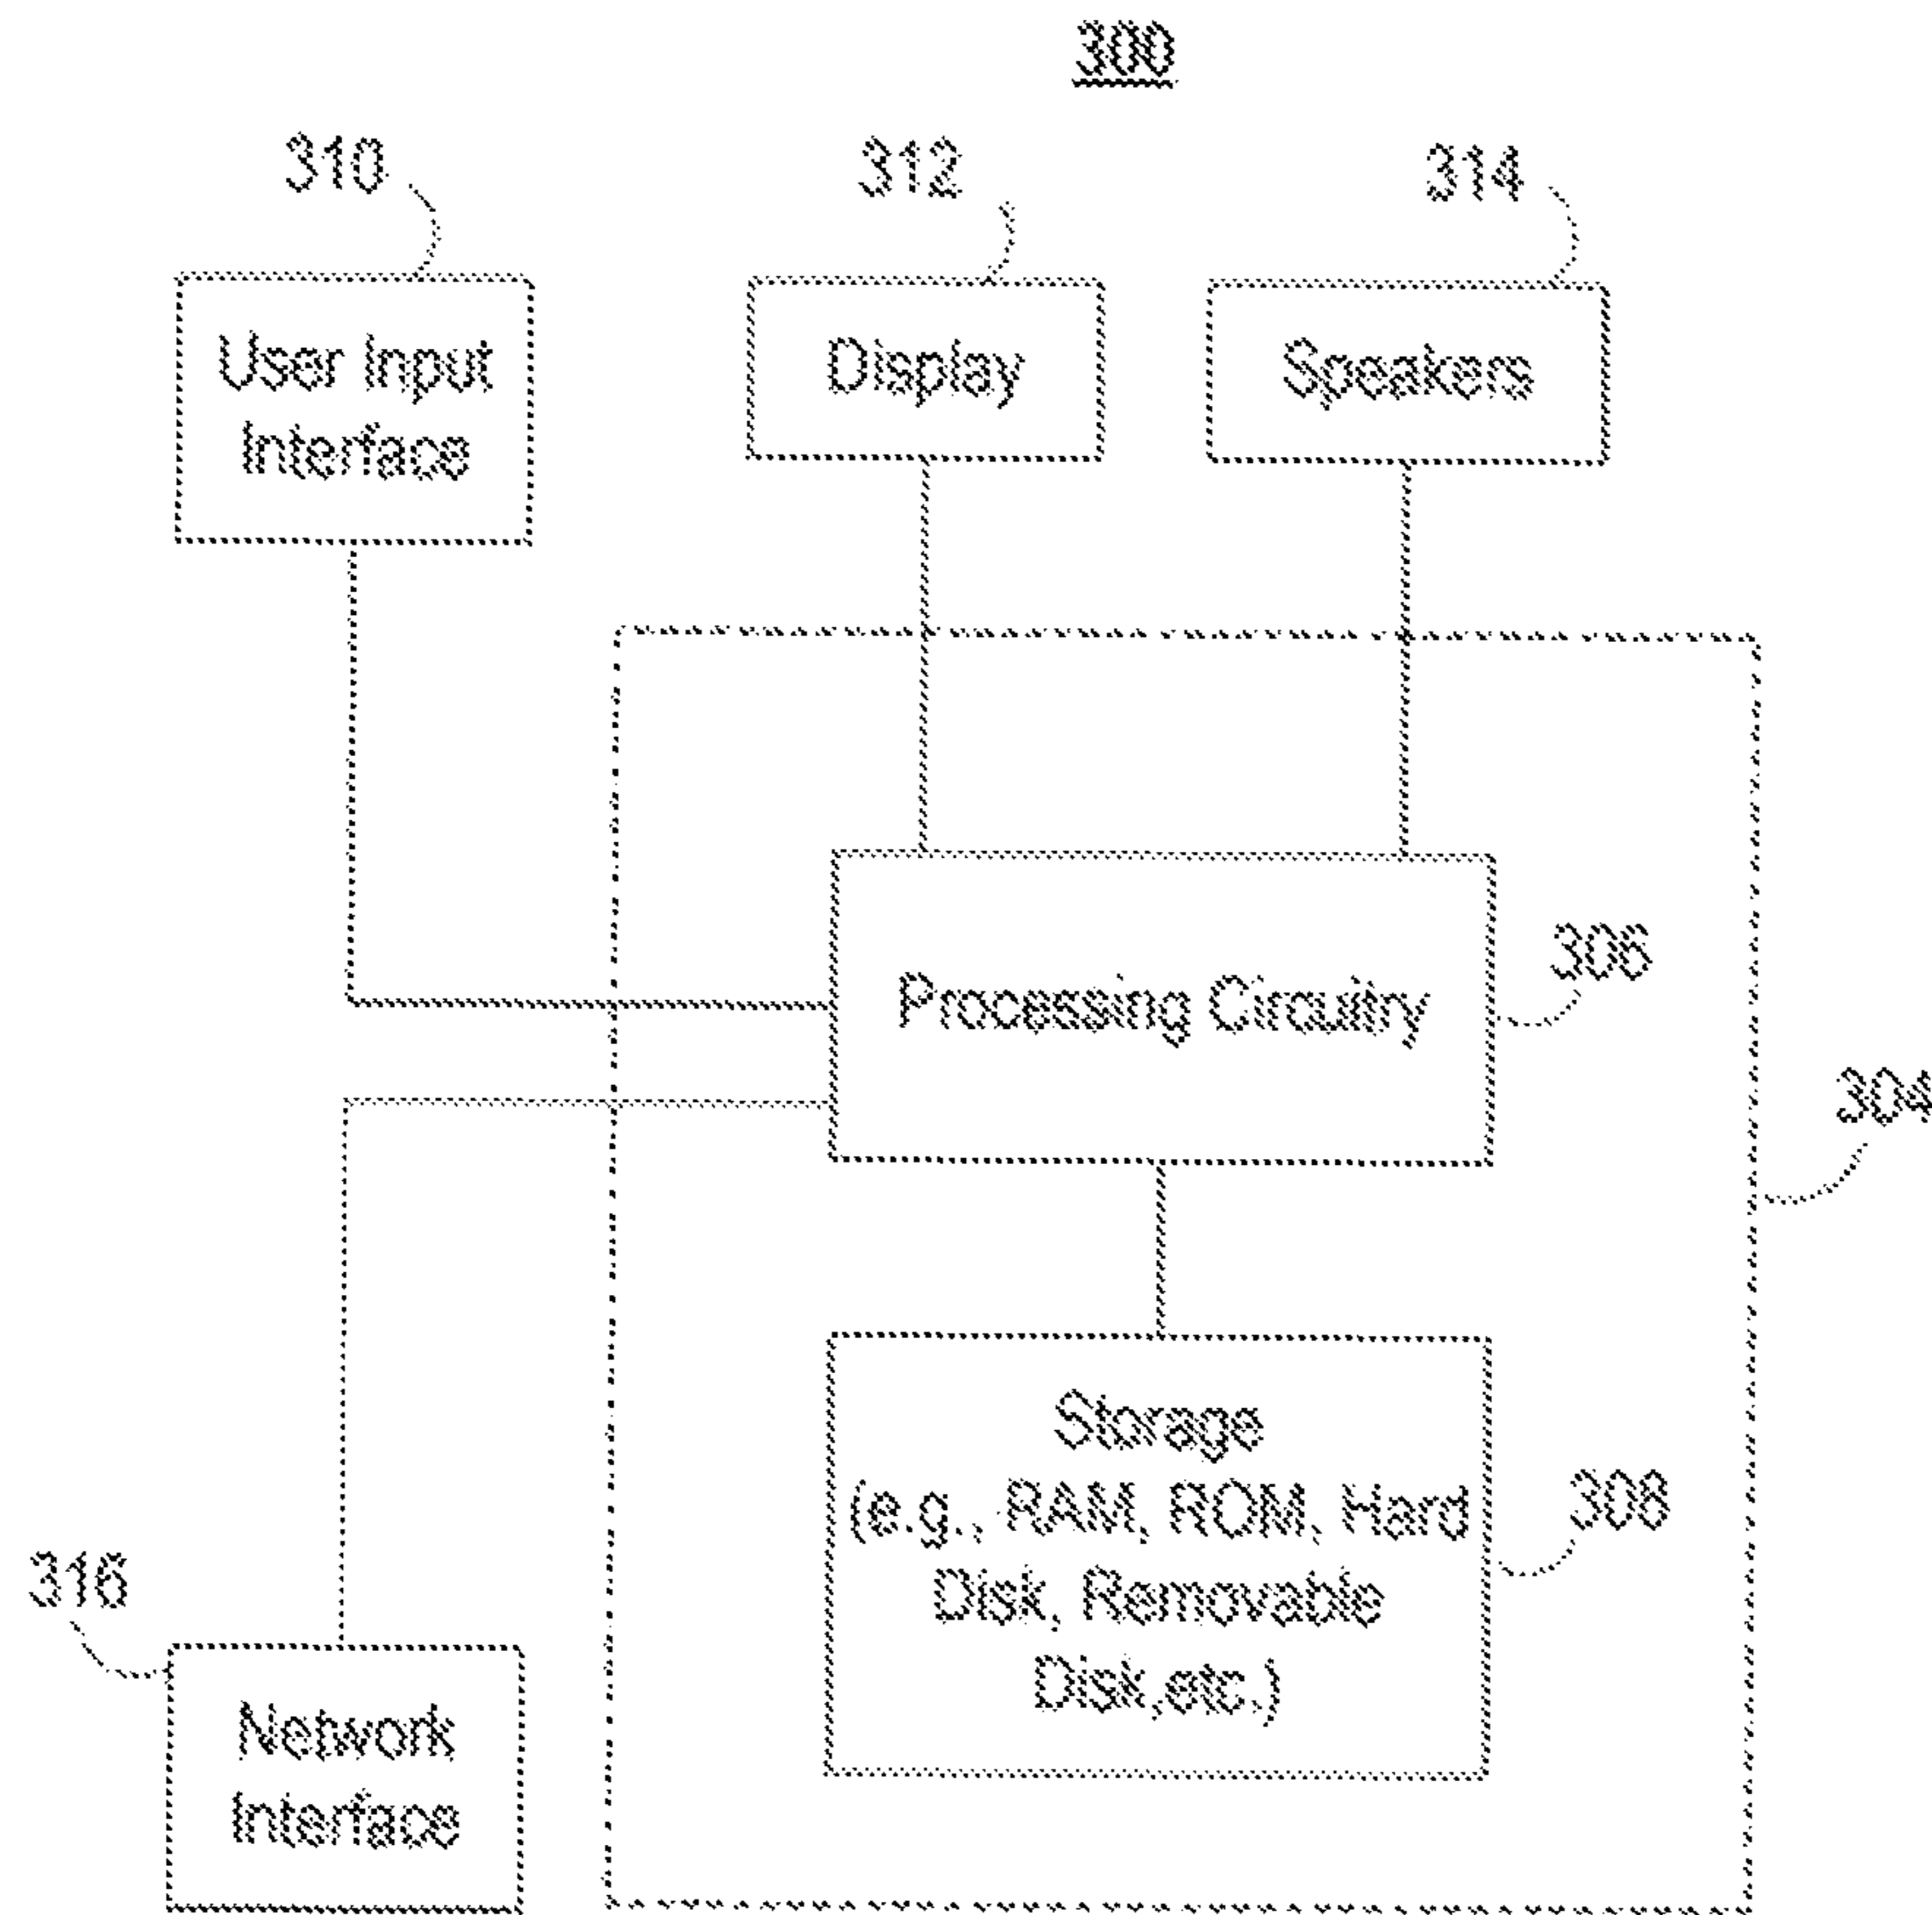 300
310
312
314
User Input
Interface
Display
Speakers
306
Processing Circuitry
304
Storage
(e.g., RAM, ROM, Hard
Disk, Removable
Disk,etc.)
308
316
Network
Interface